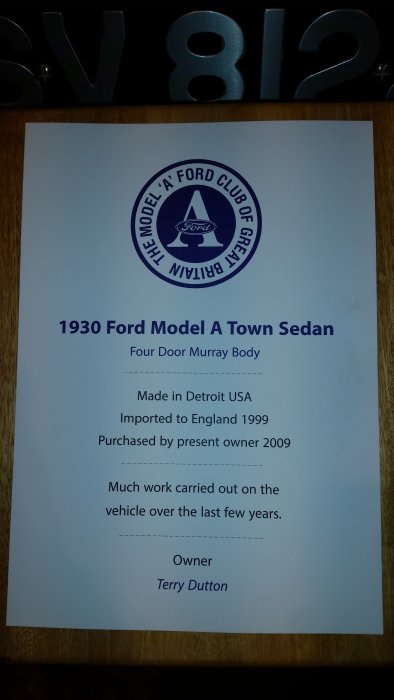 SV 8124
THE MODEL 'A' FORD CLUB OF GREAT BRITAIN
A
Ford
1930 Ford Model A Town Sedan
Four Door Murray Body
Made in Detroit USA
Imported to England 1999
Purchased by present owner 2009
Much work carried out on the
vehicle over the last few years.
Owner
Terry Dutton